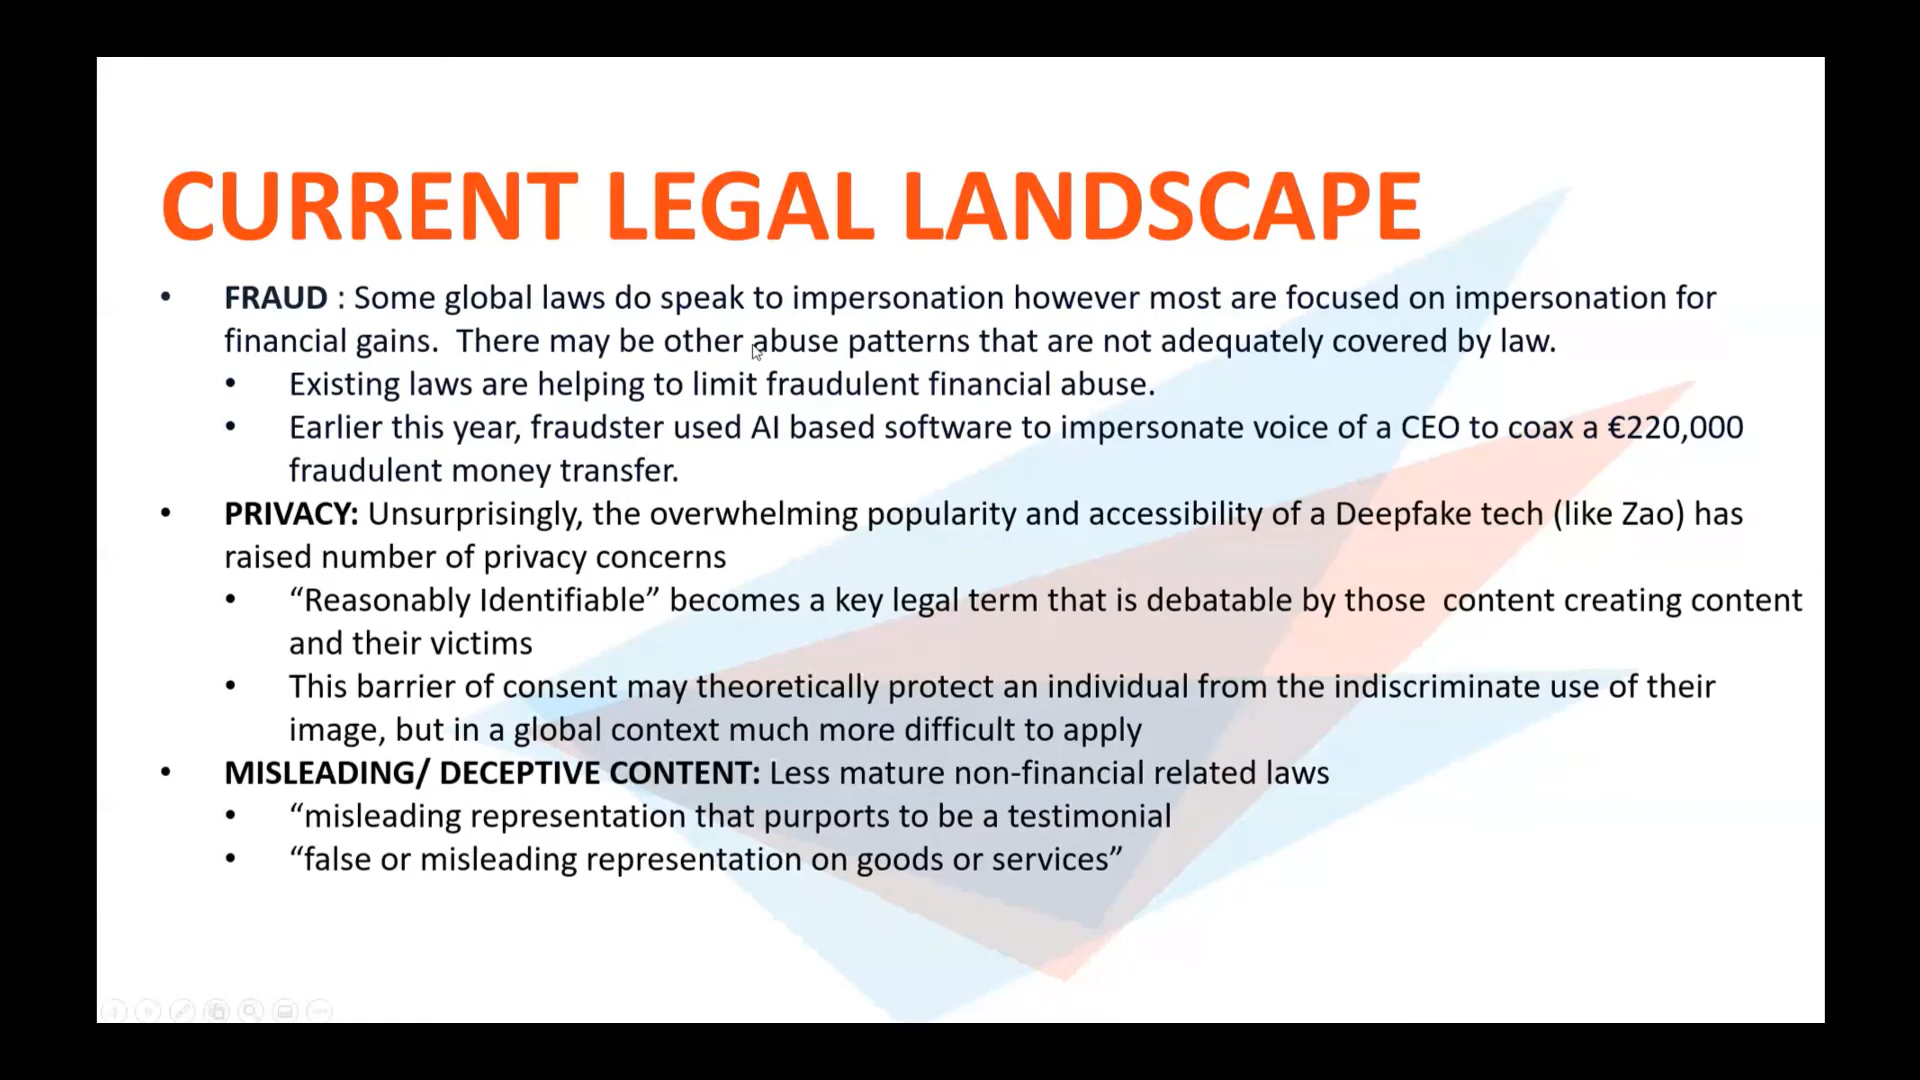 CURRENT LEGAL LANDSCAPE
• FRAUD : Some global laws do speak to impersonation however most are focused on impersonation for
financial gains.  There may be other abuse patterns that are not adequately covered by law.
• Existing laws are helping to limit fraudulent financial abuse.
• Earlier this year, fraudster used AI based software to impersonate voice of a CEO to coax a €220,000
fraudulent money transfer.
• PRIVACY: Unsurprisingly, the overwhelming popularity and accessibility of a Deepfake tech (like Zao) has
raised number of privacy concerns
• “Reasonably Identifiable” becomes a key legal term that is debatable by those  content creating content
and their victims
• This barrier of consent may theoretically protect an individual from the indiscriminate use of their
image, but in a global context much more difficult to apply
• MISLEADING/ DECEPTIVE CONTENT: Less mature non-financial related laws
• “misleading representation that purports to be a testimonial
• “false or misleading representation on goods or services”